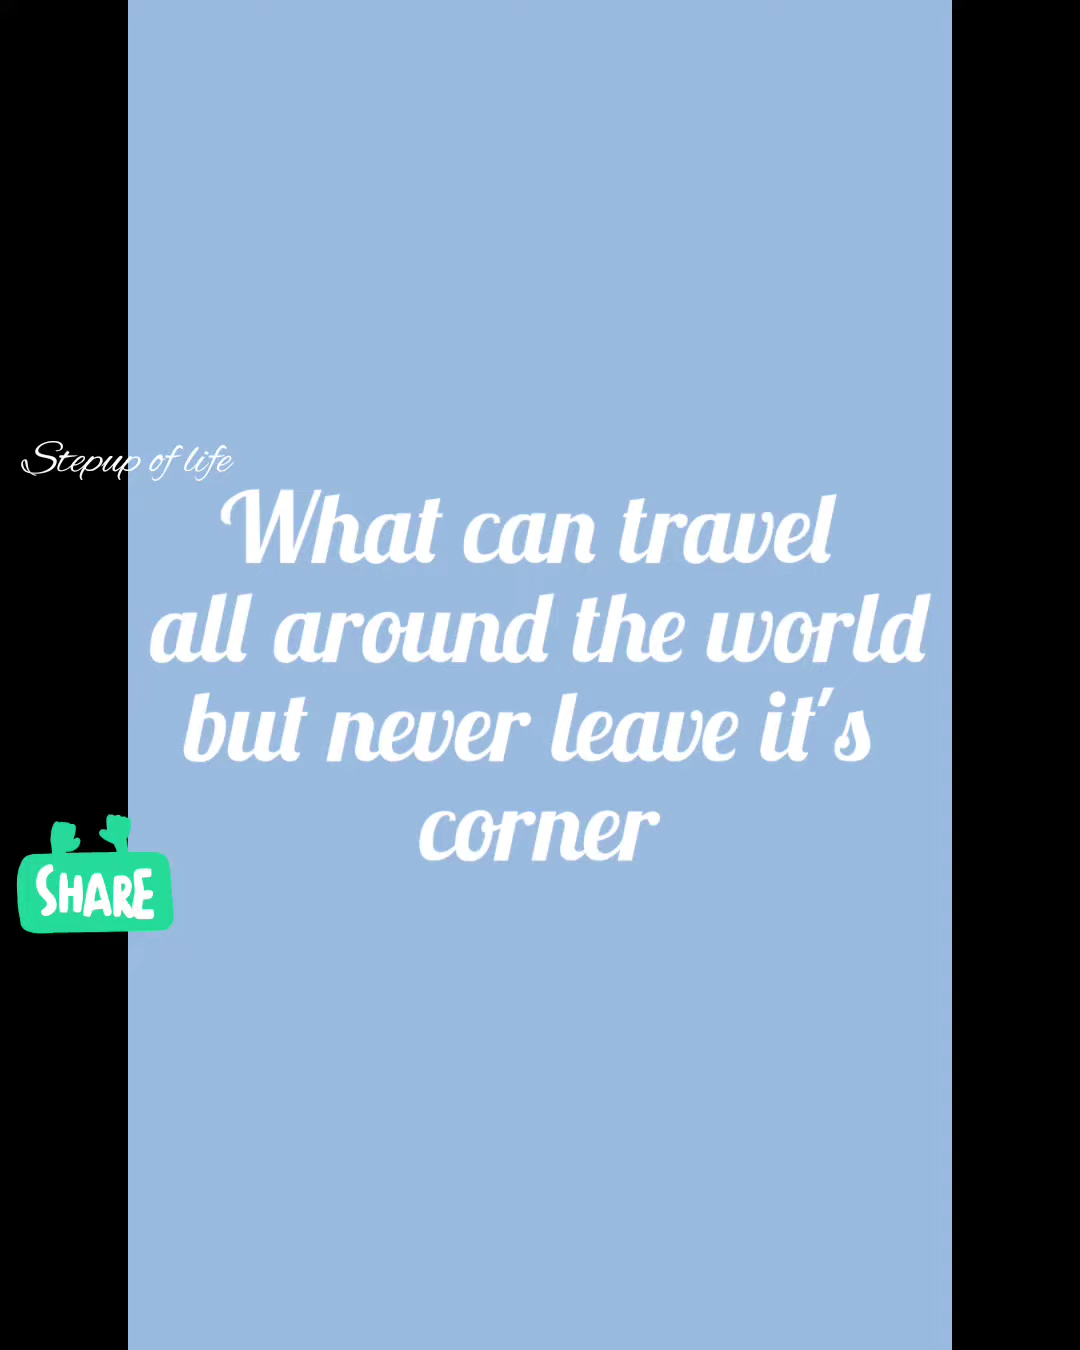 Stepup of life
What can travel
all around the world
but never leave it's
corner
SHARE